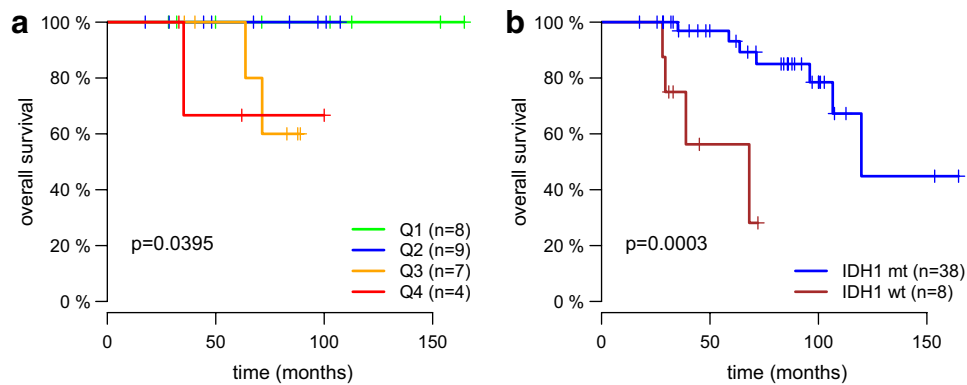 a
100 %
80 %
60 %
40 %
20 %
0 %
overall survival
p=0.0395
Q1 (n=8)
Q2 (n=9)
Q3 (n=7)
Q4 (n=4)
0 50 100 150
time (months)
b
100 %
80 %
60 %
40 %
20 %
0 %
overall survival
p=0.0003
IDH1 mt (n=38)
IDH1 wt (n=8)
0 50 100 150
time (months)